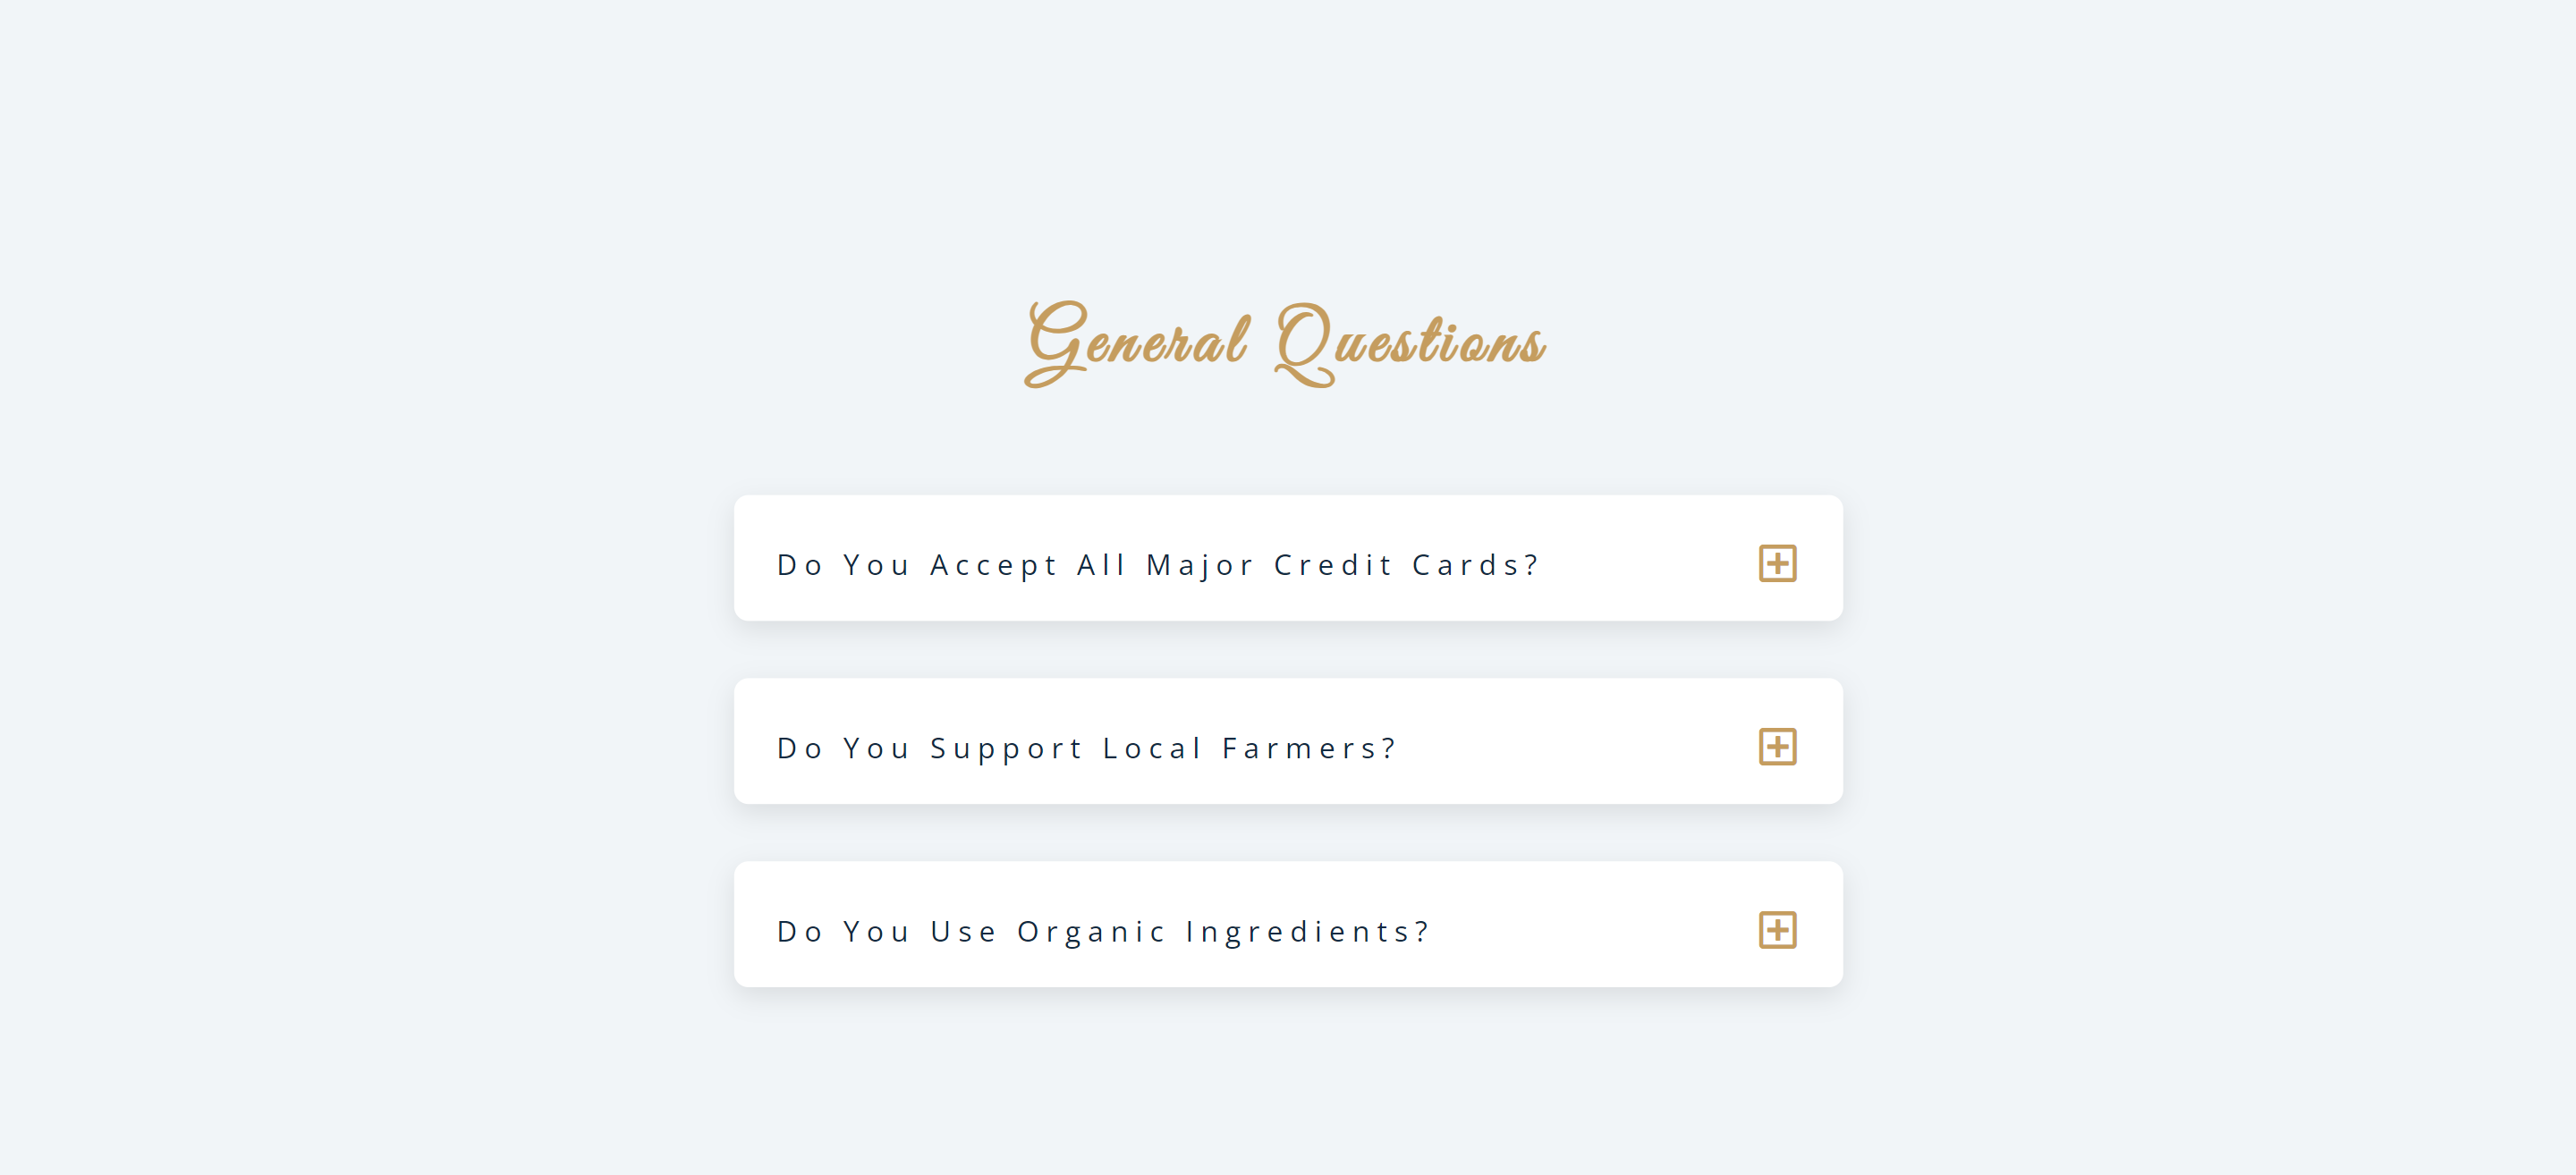 General Questions
Do You Accept All Major Credit Cards?
Do You Support Local Farmers?
Do You Use Organic Ingredients?